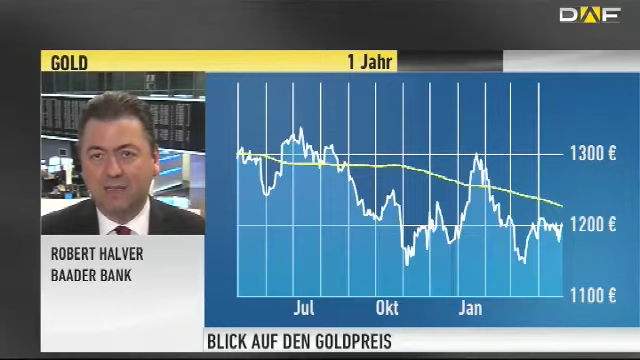 DAF
GOLD 1 Jahr
1300 €
1200 €
1100 €
Jul Okt Jan
ROBERT HALVER
BAADER BANK
BLICK AUF DEN GOLDPREIS